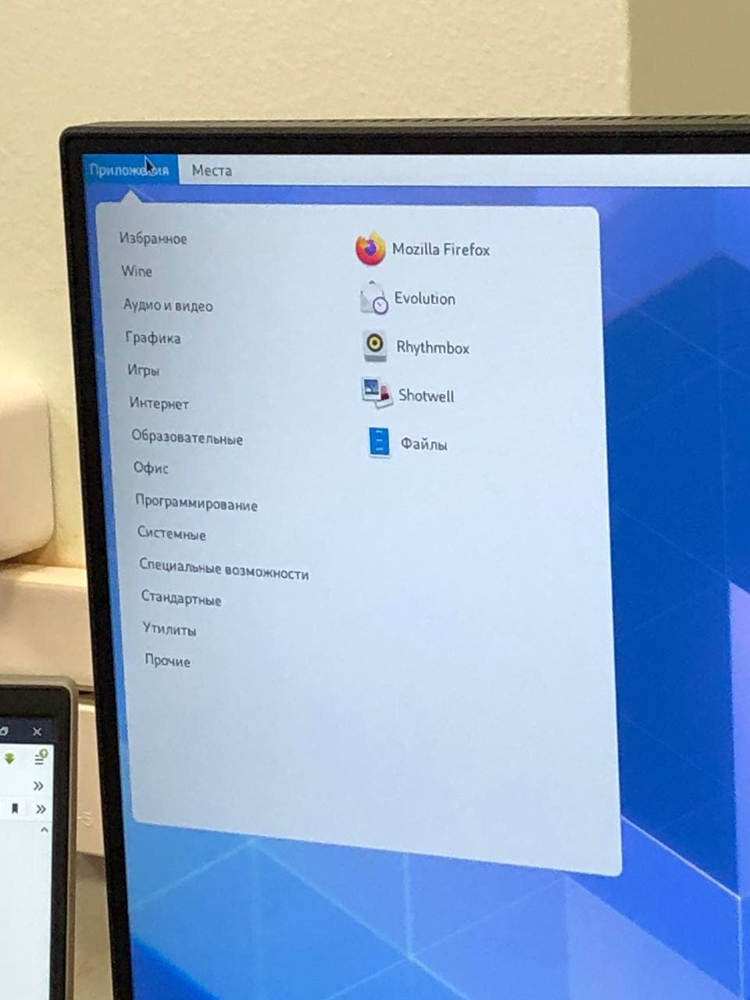 Приложения
Места
Избранное
Wine
Аудио и видео
Графика
Игры
Интернет
Образовательные
Офис
Программирование
Системные
Специальные возможности
Стандартные
Утилиты
Прочие
Mozilla Firefox
Evolution
Rhythmbox
Shotwell
Файлы